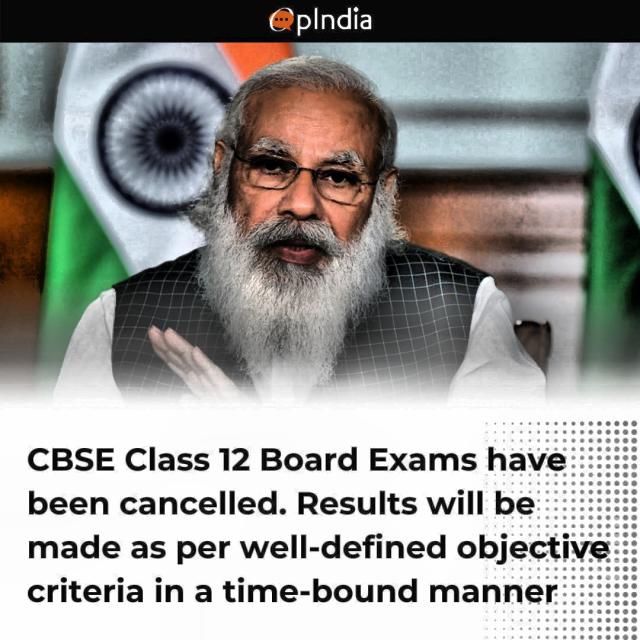 OpIndia
CBSE Class 12 Board Exams have
been cancelled. Results will be
made as per well-defined objective
criteria in a time-bound manner